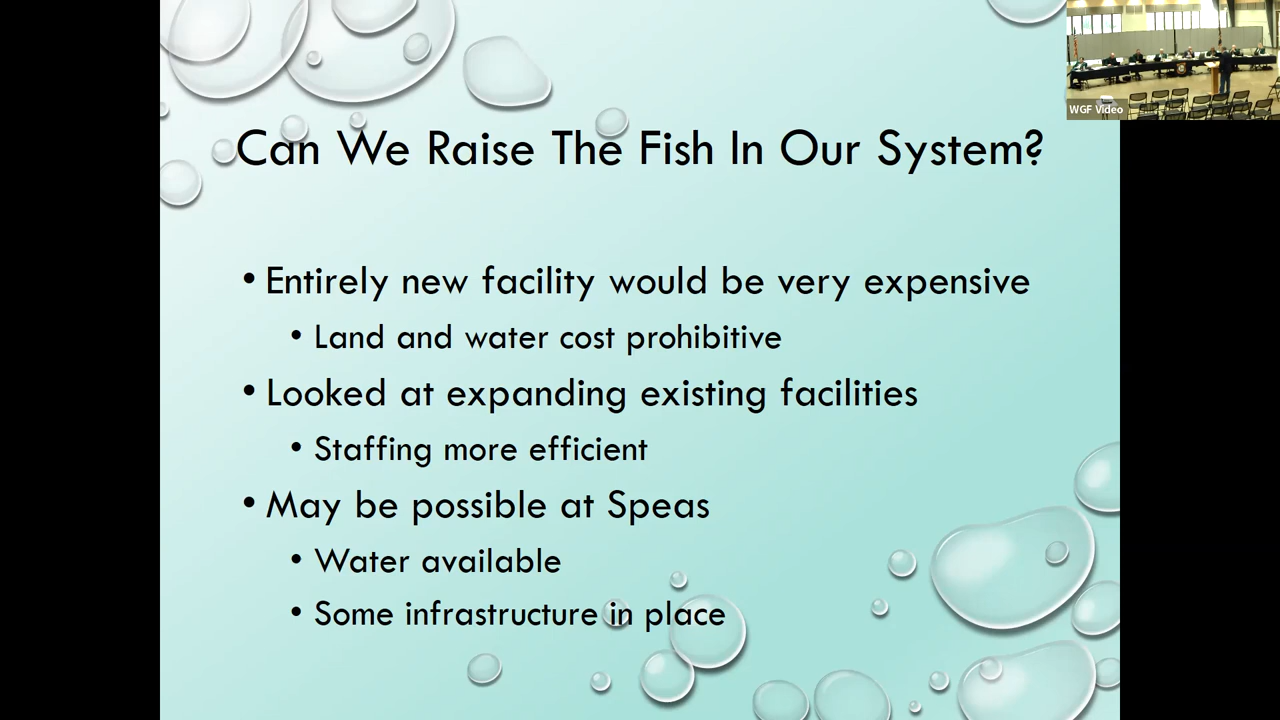 WGF Video
Can We Raise The Fish In Our System?
• Entirely new facility would be very expensive
• Land and water cost prohibitive
• Looked at expanding existing facilities
• Staffing more efficient
• May be possible at Speas
• Water available
• Some infrastructure in place